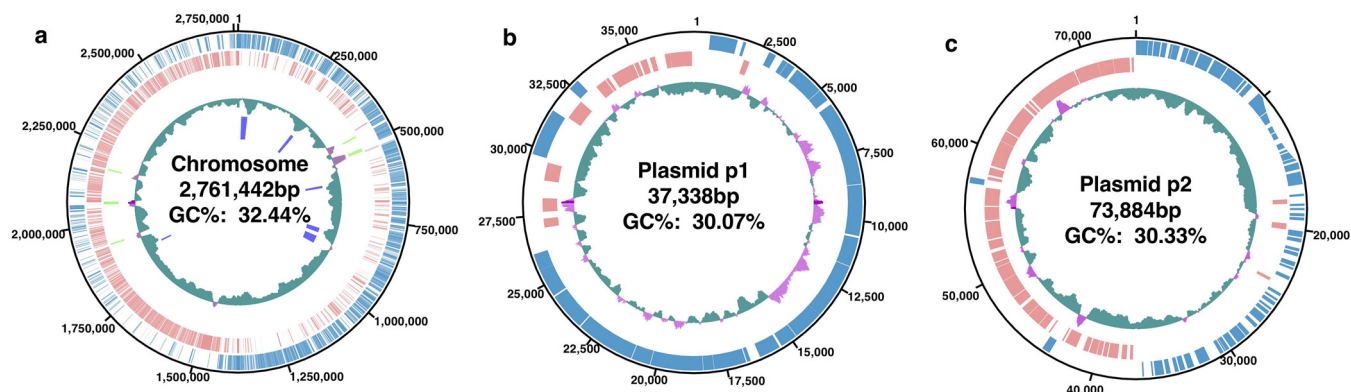 a
2,750,000
1
250,000
500,000
750,000
1,000,000
1,250,000
1,500,000
1,750,000
2,000,000
2,250,000
2,500,000
Chromosome
2,761,442bp
GC%: 32.44%
b
1
2,500
5,000
7,500
10,000
12,500
15,000
17,500
20,000
22,500
25,000
27,500
30,000
32,500
35,000
Plasmid p1
37,338bp
GC%: 30.07%
c
1
20,000
30,000
40,000
50,000
60,000
70,000
Plasmid p2
73,884bp
GC%: 30.33%